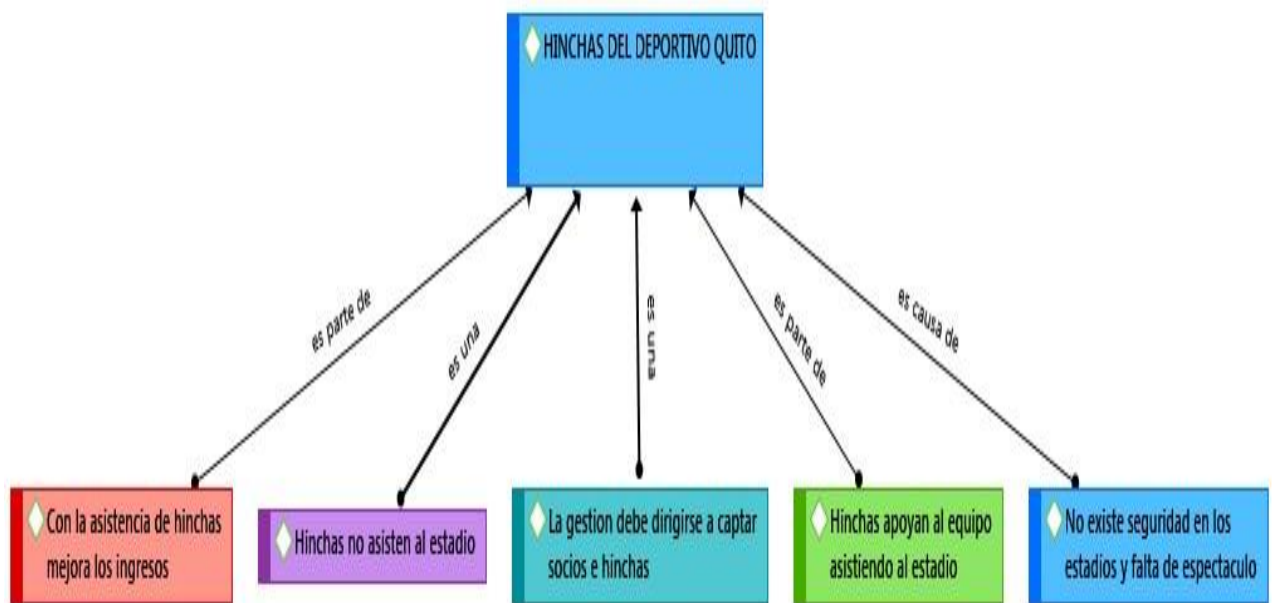 HINCHAS DEL DEPORTIVO QUITO
es parte de
es una
es una
es parte de
es causa de
Con la asistencia de hinchas
mejora los ingresos
Hinchas no asisten al estadio
La gestion debe dirigirse a captar
socios e hinchas
Hinchas apoyan al equipo
asistiendo al estadio
No existe seguridad en los
estadios y falta de espectaculo